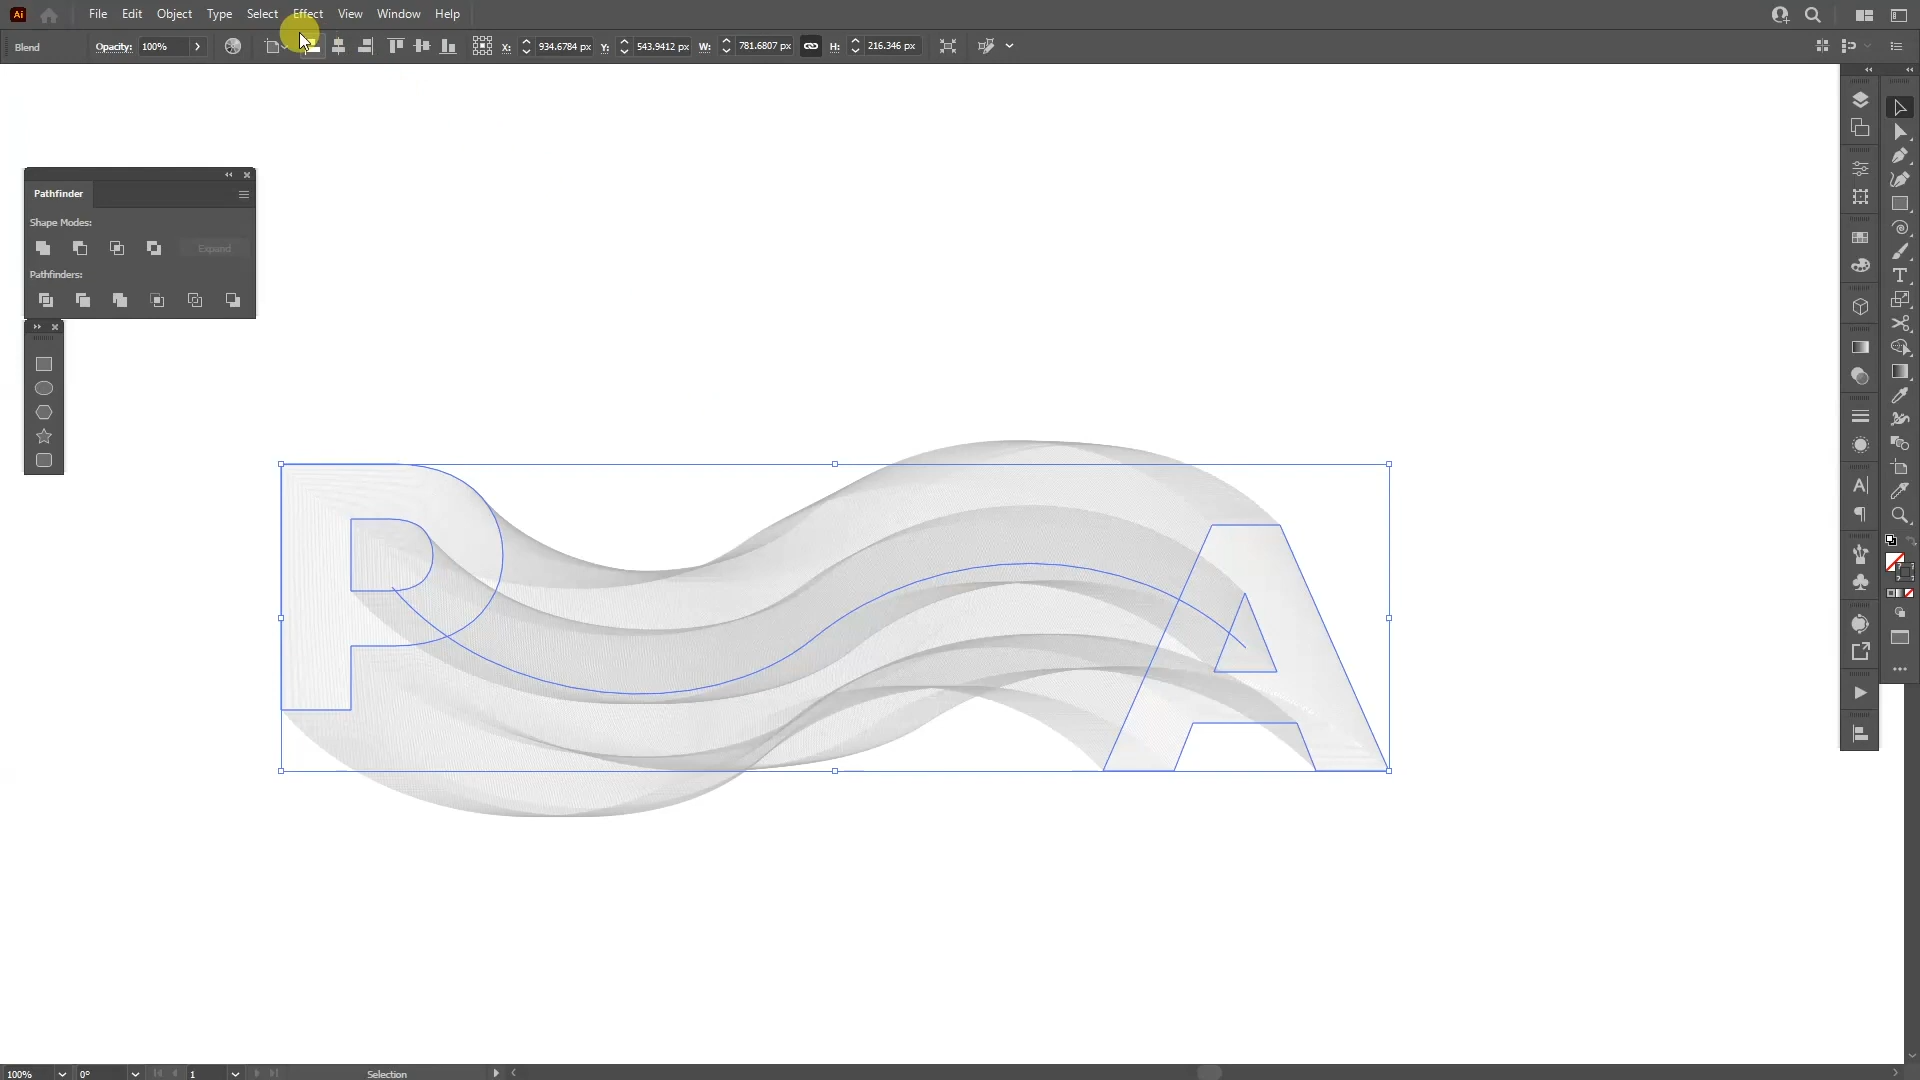 Ai File Edit Object Type Select Effect View Window Help
Blend Opacity: 100% X: 934.6784 px Y: 543.9412 px W: 781.6807 px H: 216.346 px
Pathfinder
Shape Modes:
Expand
Pathfinders:
P A
100% 0° 1 Selection